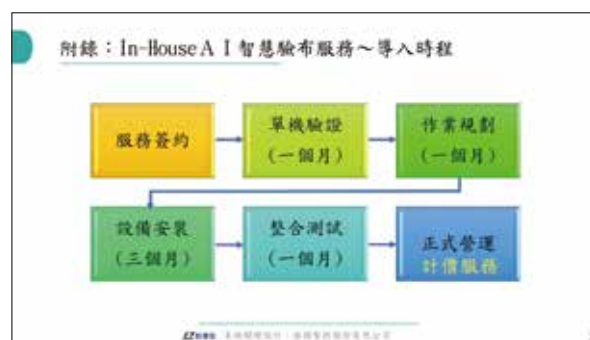 附錄：In-House A I 智慧驗布服務～導入時程
服務簽約
單機驗證
(一個月)
作業規劃
(一個月)
設備安裝
(三個月)
整合測試
(一個月)
正式營運
計價服務